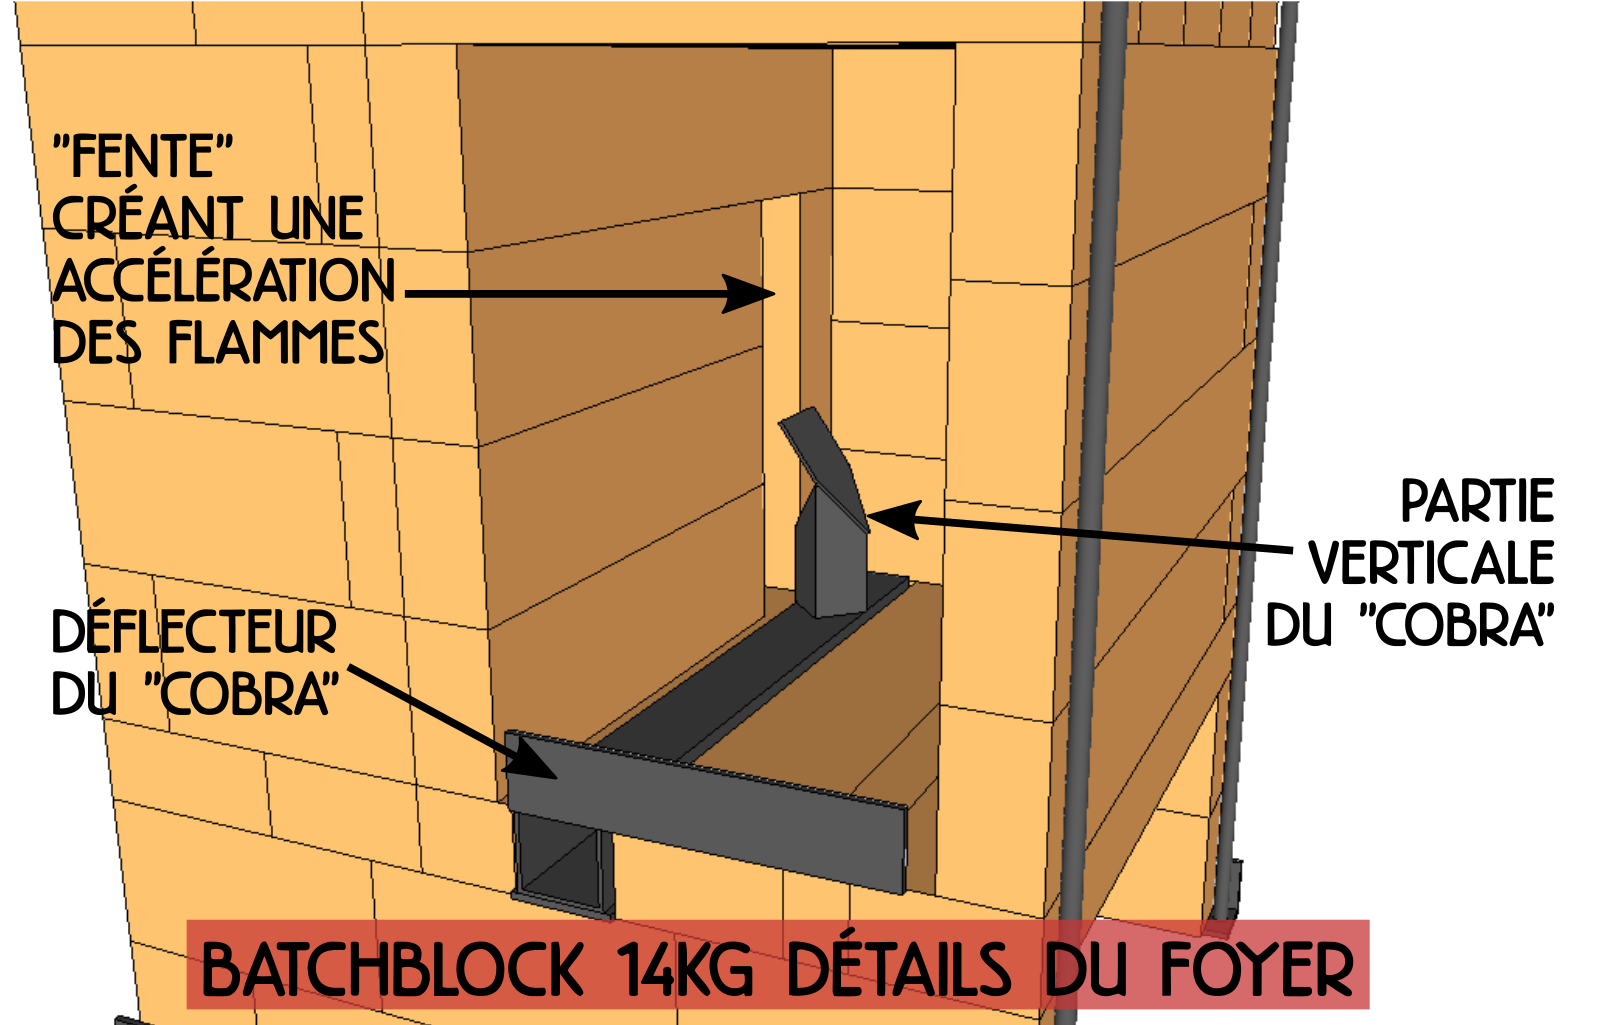 "FENTE"
CRÉANT UNE
ACCÉLÉRATION
DES FLAMMES
PARTIE
VERTICALE
DU "COBRA"
DÉFLECTEUR
DU "COBRA"
BATCHBLOCK 14KG DÉTAILS DU FOYER